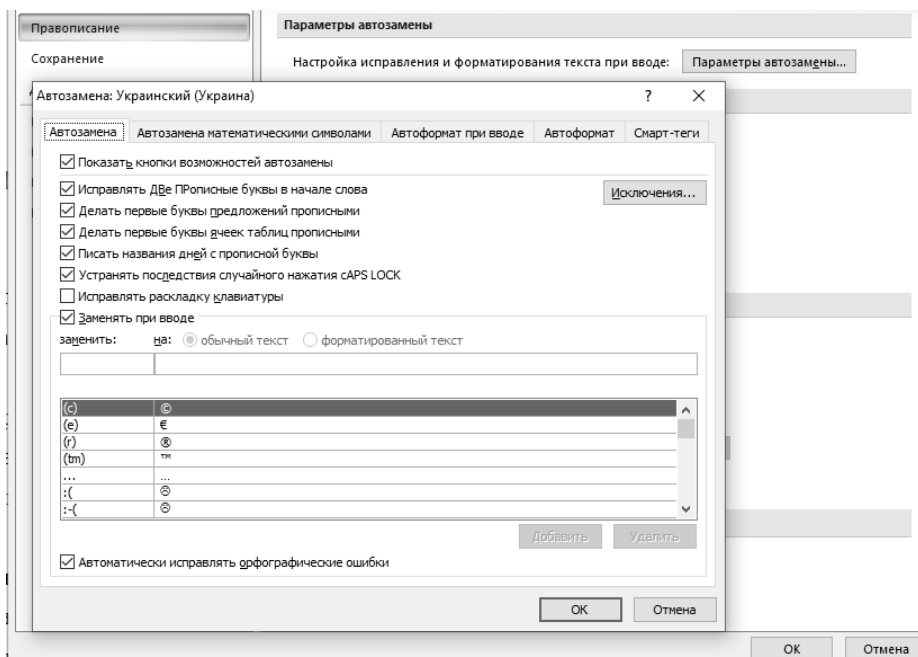 Правописание
Сохранение
Параметры автозамены
Настройка исправления и форматирования текста при вводе: Параметры автозамены...
Автозамена: Украинский (Украина) ?
Автозамена Автозамена математическими символами Автоформат при вводе Автоформат Смарт-теги
Показать кнопки возможностей автозамены
Исправлять ДВе ПРописные буквы в начале слова Исключения...
Делать первые буквы предложений прописными
Делать первые буквы ячеек таблиц прописными
Писать названия дней с прописной буквы
Устранять последствия случайного нажатия cAPS LOCK
Исправлять раскладку клавиатуры
Заменять при вводе
заменить: на: обычный текст форматированный текст
(c) ©
(e) €
(r) ®
(tm) ™
... …
:( ☹
:-( ☹
Добавить Удалить
Автоматически исправлять орфографические ошибки
ОК Отмена
ОК Отмена